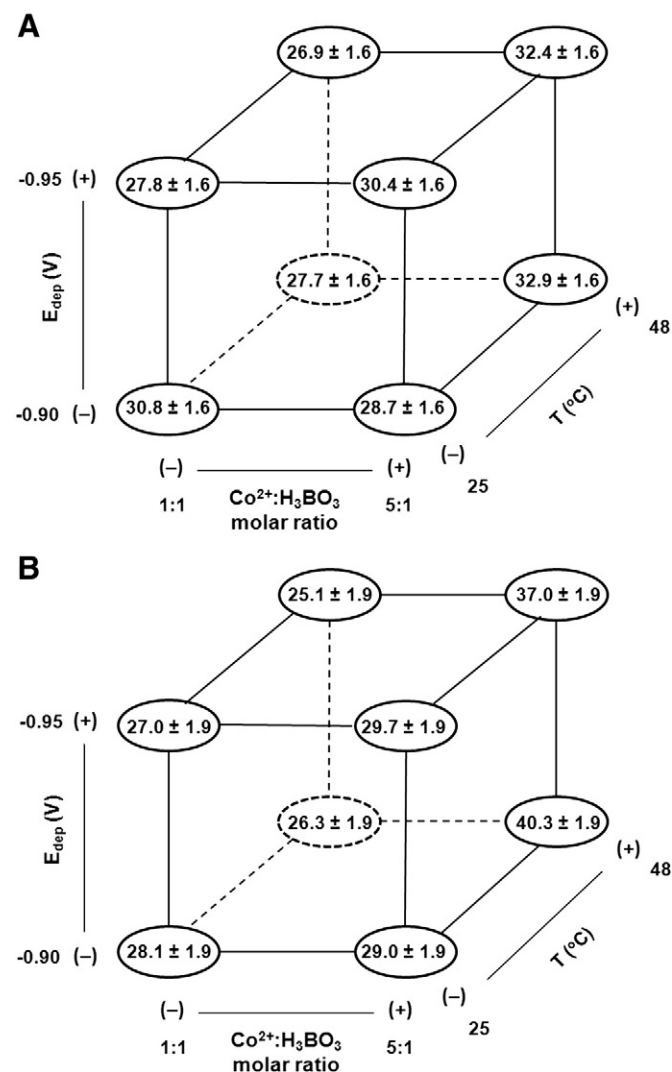 A
26.9 ± 1.6 32.4 ± 1.6
-0.95 (+) 27.8 ± 1.6 30.4 ± 1.6
E_dep (V)
27.7 ± 1.6 32.9 ± 1.6
(+) 48
-0.90 (–) 30.8 ± 1.6 28.7 ± 1.6
T (°C)
(–) (+) (–) 25
1:1 Co²⁺:H₃BO₃ 5:1
molar ratio
B
25.1 ± 1.9 37.0 ± 1.9
-0.95 (+) 27.0 ± 1.9 29.7 ± 1.9
E_dep (V)
26.3 ± 1.9 40.3 ± 1.9
(+) 48
-0.90 (–) 28.1 ± 1.9 29.0 ± 1.9
T (°C)
(–) (+) (–) 25
1:1 Co²⁺:H₃BO₃ 5:1
molar ratio